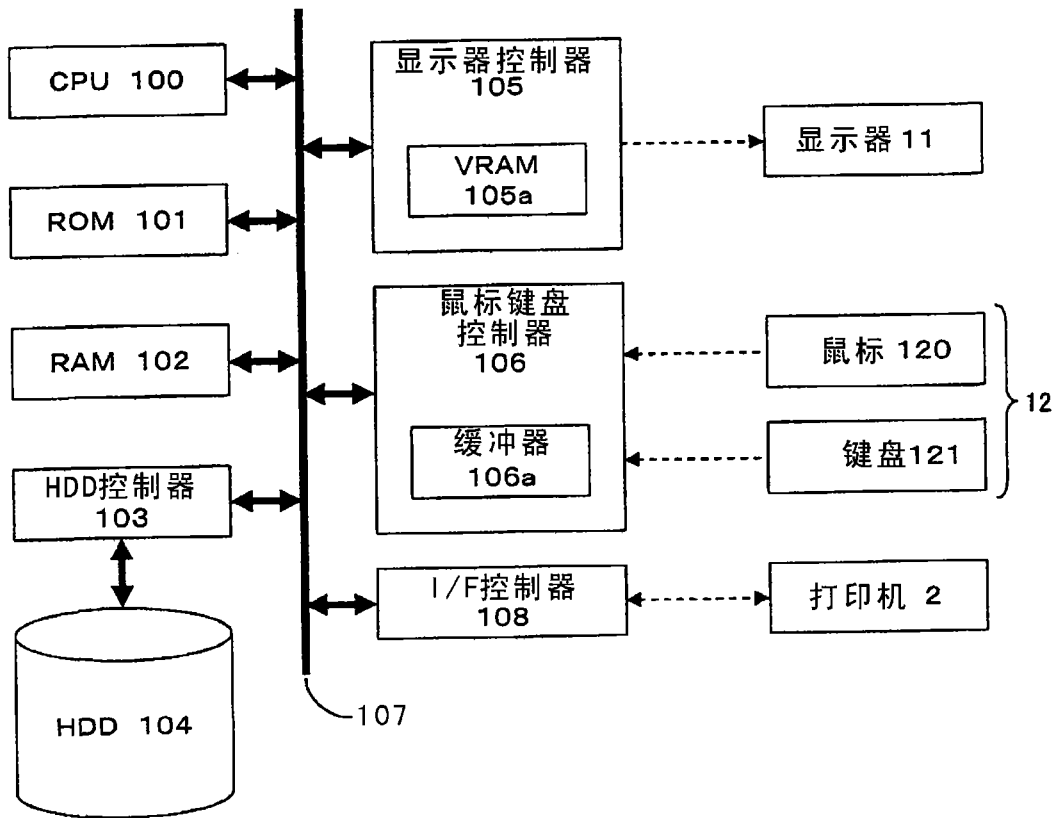 CPU 100
ROM 101
RAM 102
HDD控制器
103
HDD 104
显示器控制器
105
VRAM
105a
鼠标键盘
控制器
106
缓冲器
106a
I/F控制器
108
107
显示器 11
鼠标 120
键盘121
12
打印机 2